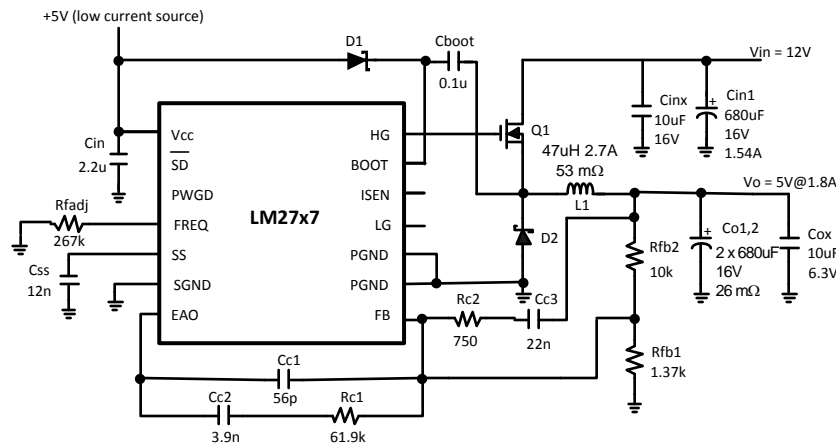 +5V (low current source)
D1
Cboot
0.1u
Vin = 12V
Cinx
10uF
16V
Cin1
680uF
16V
1.54A
+
Cin
2.2u
Vcc
SD
PWGD
FREQ
SS
SGND
EAO
LM27x7
HG
BOOT
ISEN
LG
PGND
PGND
FB
Q1
47uH 2.7A
53 mΩ
L1
Vo = 5V@1.8A
D2
Rfadj
267k
Css
12n
Rfb2
10k
+
Co1,2
2 x 680uF
16V
26 mΩ
Cox
10uF
6.3V
Rc2
750
Cc3
22n
Rfb1
1.37k
Cc1
56p
Cc2
3.9n
Rc1
61.9k